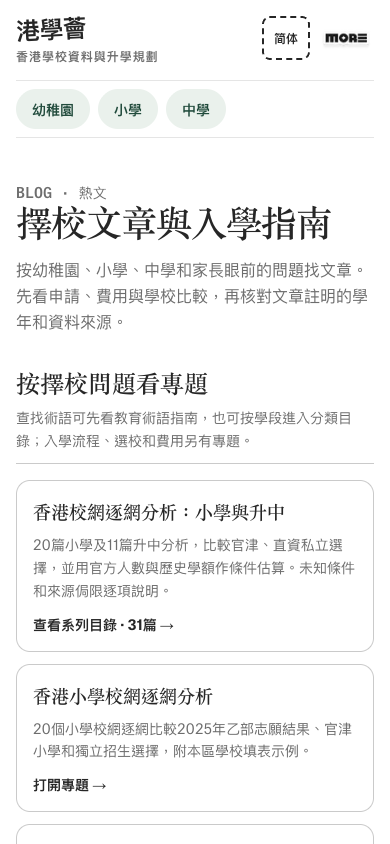 港學薈
香港學校資料與升學規劃
简体
MORE
幼稚園
小學
中學
BLOG · 熱文
擇校文章與入學指南
按幼稚園、小學、中學和家長眼前的問題找文章。
先看申請、費用與學校比較，再核對文章註明的學
年和資料來源。
按擇校問題看專題
查找術語可先看教育術語指南，也可按學段進入分類目
錄；入學流程、選校和費用另有專題。
香港校網逐網分析：小學與升中
20篇小學及11篇升中分析，比較官津、直資私立選
擇，並用官方人數與歷史學額作條件估算。未知條件
和來源侷限逐項說明。
查看系列目錄 · 31篇 →
香港小學校網逐網分析
20個小學校網逐網比較2025年乙部志願結果、官津
小學和獨立招生選擇，附本區學校填表示例。
打開專題 →